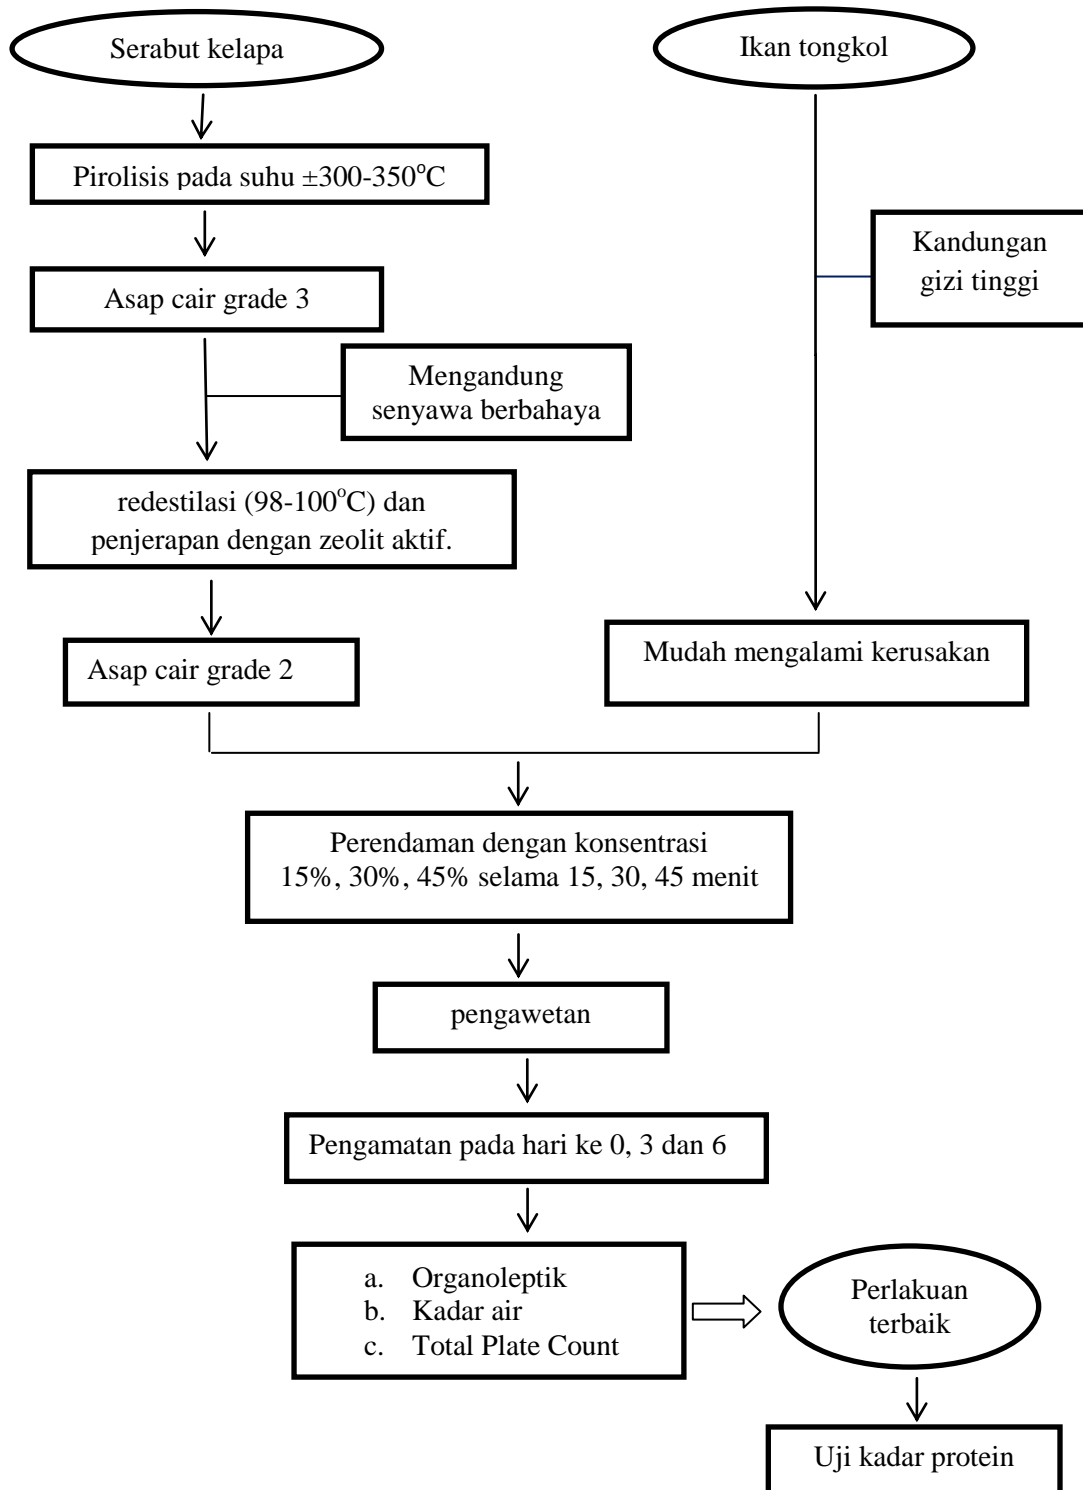 Serabut kelapa
Ikan tongkol
Pirolisis pada suhu ±300-350°C
Kandungan
gizi tinggi
Asap cair grade 3
Mengandung
senyawa berbahaya
redestilasi (98-100°C) dan
penjerapan dengan zeolit aktif.
Asap cair grade 2
Mudah mengalami kerusakan
Perendaman dengan konsentrasi
15%, 30%, 45% selama 15, 30, 45 menit
pengawetan
Pengamatan pada hari ke 0, 3 dan 6
a. Organoleptik
b. Kadar air
c. Total Plate Count
Perlakuan
terbaik
Uji kadar protein